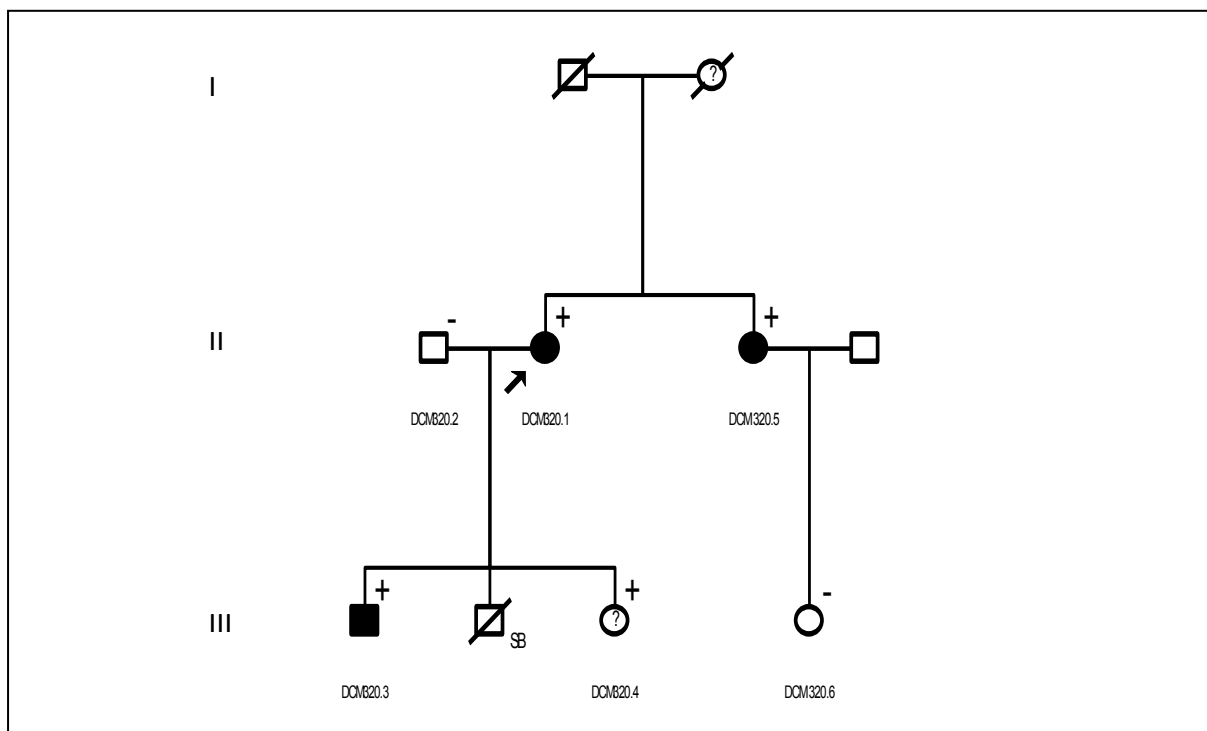 I
?
II
-
+
+
DCM320.2
DCM320.1
DCM320.5
III
+
SB
?
+
-
DCM320.3
DCM320.4
DCM320.6